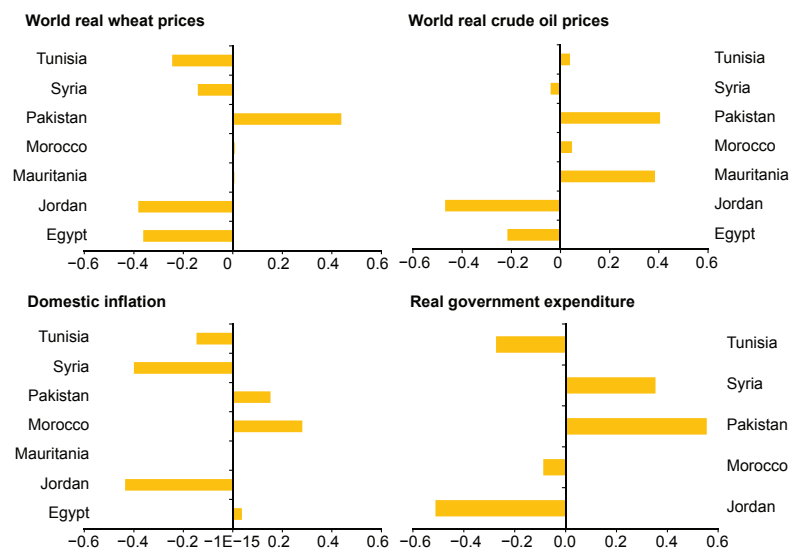 World real wheat prices
Tunisia
Syria
Pakistan
Morocco
Mauritania
Jordan
Egypt
−0.6 −0.4 −0.2 0 0.2 0.4 0.6
World real crude oil prices
Tunisia
Syria
Pakistan
Morocco
Mauritania
Jordan
Egypt
−0.6 −0.4 −0.2 0 0.2 0.4 0.6
Domestic inflation
Tunisia
Syria
Pakistan
Morocco
Mauritania
Jordan
Egypt
−0.6 −0.4 −0.2 −1E−15 0.2 0.4 0.6
Real government expenditure
Tunisia
Syria
Pakistan
Morocco
Jordan
−0.6 −0.4 −0.2 0.0 0.2 0.4 0.6